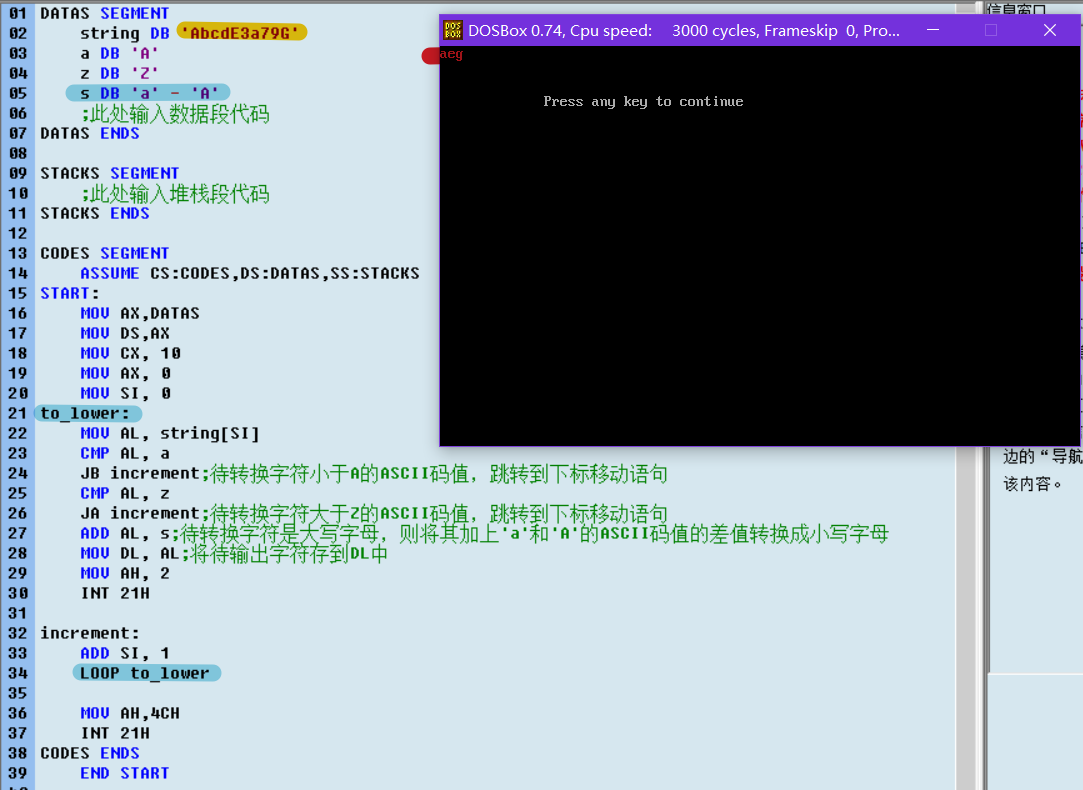 信息窗口
01 DATAS SEGMENT
02 string DB 'AbcdE3a79G'
03 a DB 'A'
04 z DB 'Z'
05 s DB 'a' - 'A'
06 ;此处输入数据段代码
07 DATAS ENDS
08
09 STACKS SEGMENT
10 ;此处输入堆栈段代码
11 STACKS ENDS
12
13 CODES SEGMENT
14 ASSUME CS:CODES,DS:DATAS,SS:STACKS
15 START:
16 MOV AX,DATAS
17 MOV DS,AX
18 MOV CX, 10
19 MOV AX, 0
20 MOV SI, 0
21 to_lower:
22 MOV AL, string[SI]
23 CMP AL, a
24 JB increment;待转换字符小于A的ASCII码值，跳转到下标移动语句
25 CMP AL, z
26 JA increment;待转换字符大于Z的ASCII码值，跳转到下标移动语句
27 ADD AL, s;待转换字符是大写字母，则将其加上'a'和'A'的ASCII码值的差值转换成小写字母
28 MOV DL, AL;将待输出字符存到DL中
29 MOV AH, 2
30 INT 21H
31
32 increment:
33 ADD SI, 1
34 LOOP to_lower
35
36 MOV AH,4CH
37 INT 21H
38 CODES ENDS
39 END START
DOSBox 0.74, Cpu speed: 3000 cycles, Frameskip 0, Pro...
aeg
Press any key to continue
边的“导航
该内容。